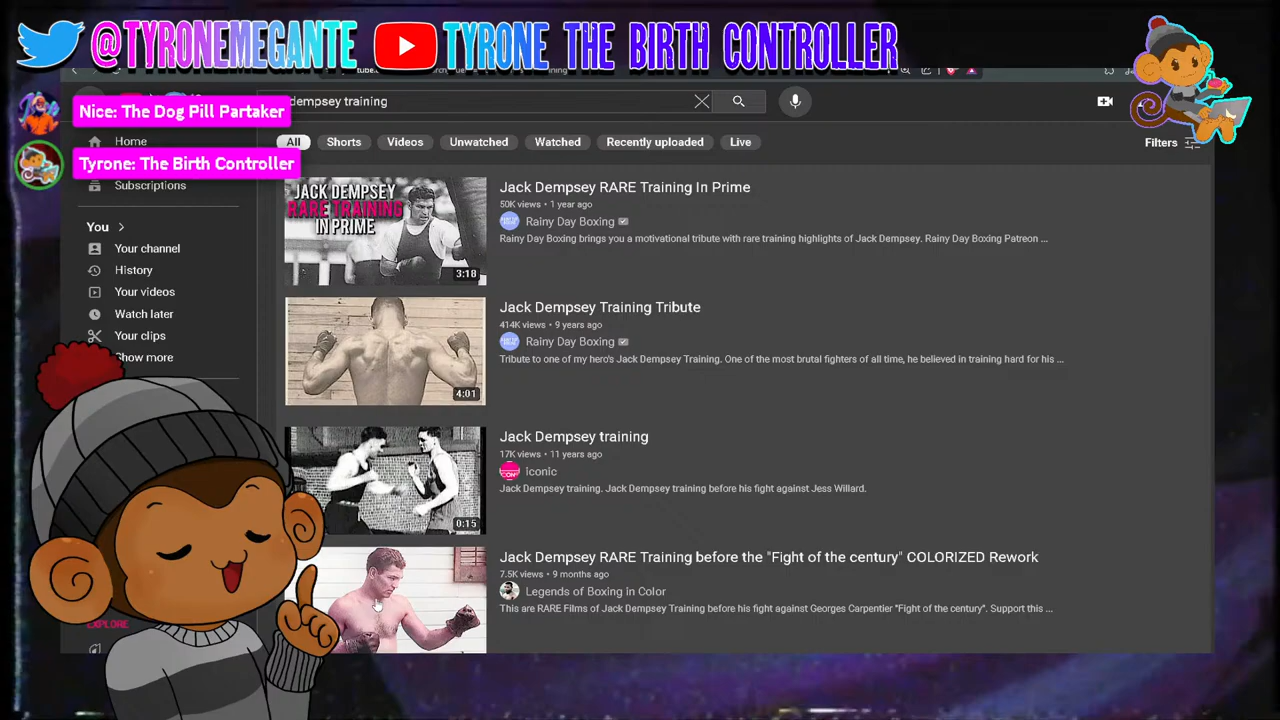 @TYRONEMEGANTE TYRONE THE BIRTH CONTROLLER
dempsey training
Nice: The Dog Pill Partaker
Tyrone: The Birth Controller
Home
Subscriptions
You
Your channel
History
Your videos
Watch later
Your clips
Show more
EXPLORE
All Shorts Videos Unwatched Watched Recently uploaded Live
Filters
JACK DEMPSEY
RARE TRAINING
IN PRIME
3:18
Jack Dempsey RARE Training In Prime
50K views • 1 year ago
Rainy Day Boxing
Rainy Day Boxing brings you a motivational tribute with rare training highlights of Jack Dempsey. Rainy Day Boxing Patreon ...
4:01
Jack Dempsey Training Tribute
414K views • 9 years ago
Rainy Day Boxing
Tribute to one of my hero's Jack Dempsey Training. One of the most brutal fighters of all time, he believed in training hard for his ...
0:15
Jack Dempsey training
17K views • 11 years ago
iconic
Jack Dempsey training. Jack Dempsey training before his fight against Jess Willard.
Jack Dempsey RARE Training before the "Fight of the century" COLORIZED Rework
7.5K views • 9 months ago
Legends of Boxing in Color
This are RARE Films of Jack Dempsey Training before his fight against Georges Carpentier "Fight of the century". Support this ...